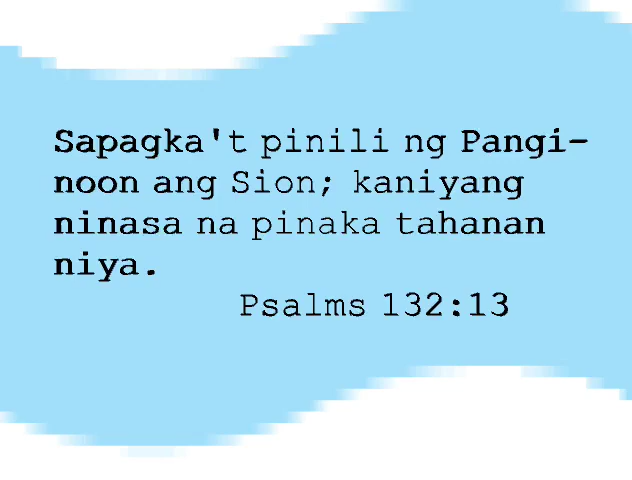 Sapagka't pinili ng Pangi-
noon ang Sion; kaniyang
ninasa na pinaka tahanan
niya.
Psalms 132:13